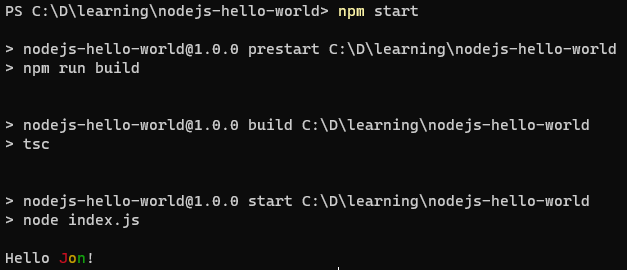 PS C:\D\learning\nodejs-hello-world> npm start
> nodejs-hello-world@1.0.0 prestart C:\D\learning\nodejs-hello-world
> npm run build
> nodejs-hello-world@1.0.0 build C:\D\learning\nodejs-hello-world
> tsc
> nodejs-hello-world@1.0.0 start C:\D\learning\nodejs-hello-world
> node index.js
Hello Jon!